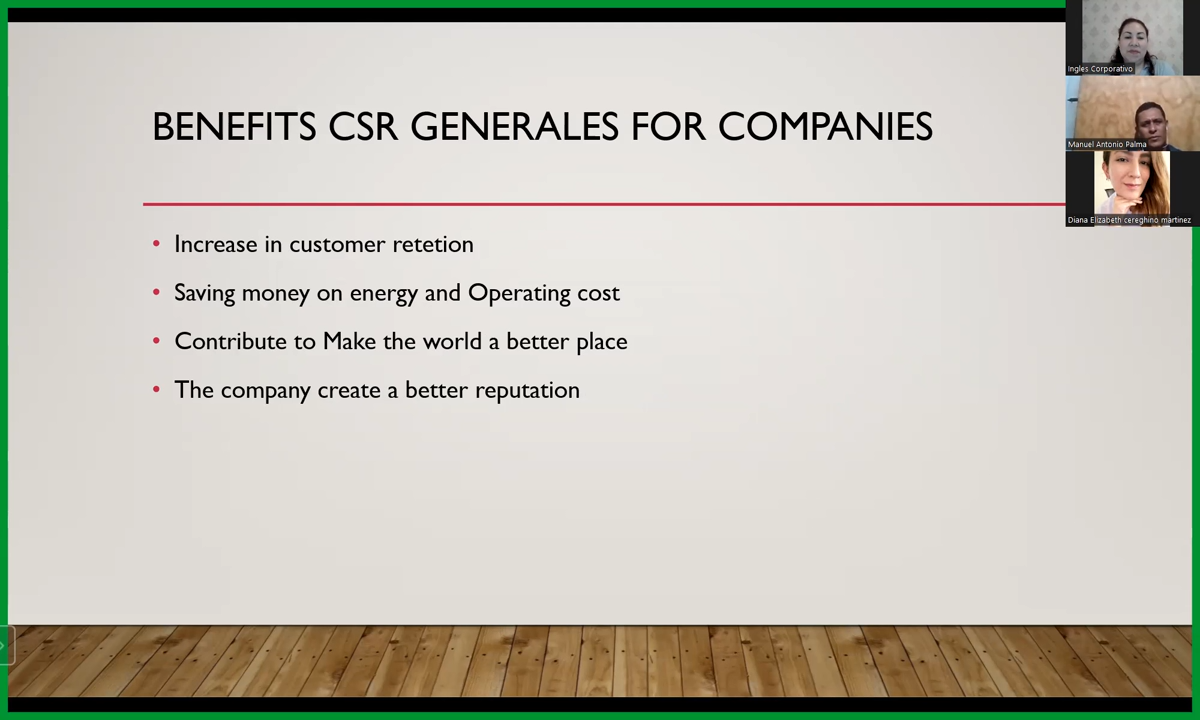 BENEFITS CSR GENERALES FOR COMPANIES
• Increase in customer retetion
• Saving money on energy and Operating cost
• Contribute to Make the world a better place
• The company create a better reputation
Ingles Corporativo
Manuel Antonio Palma
Diana Elizabeth cereghino martinez